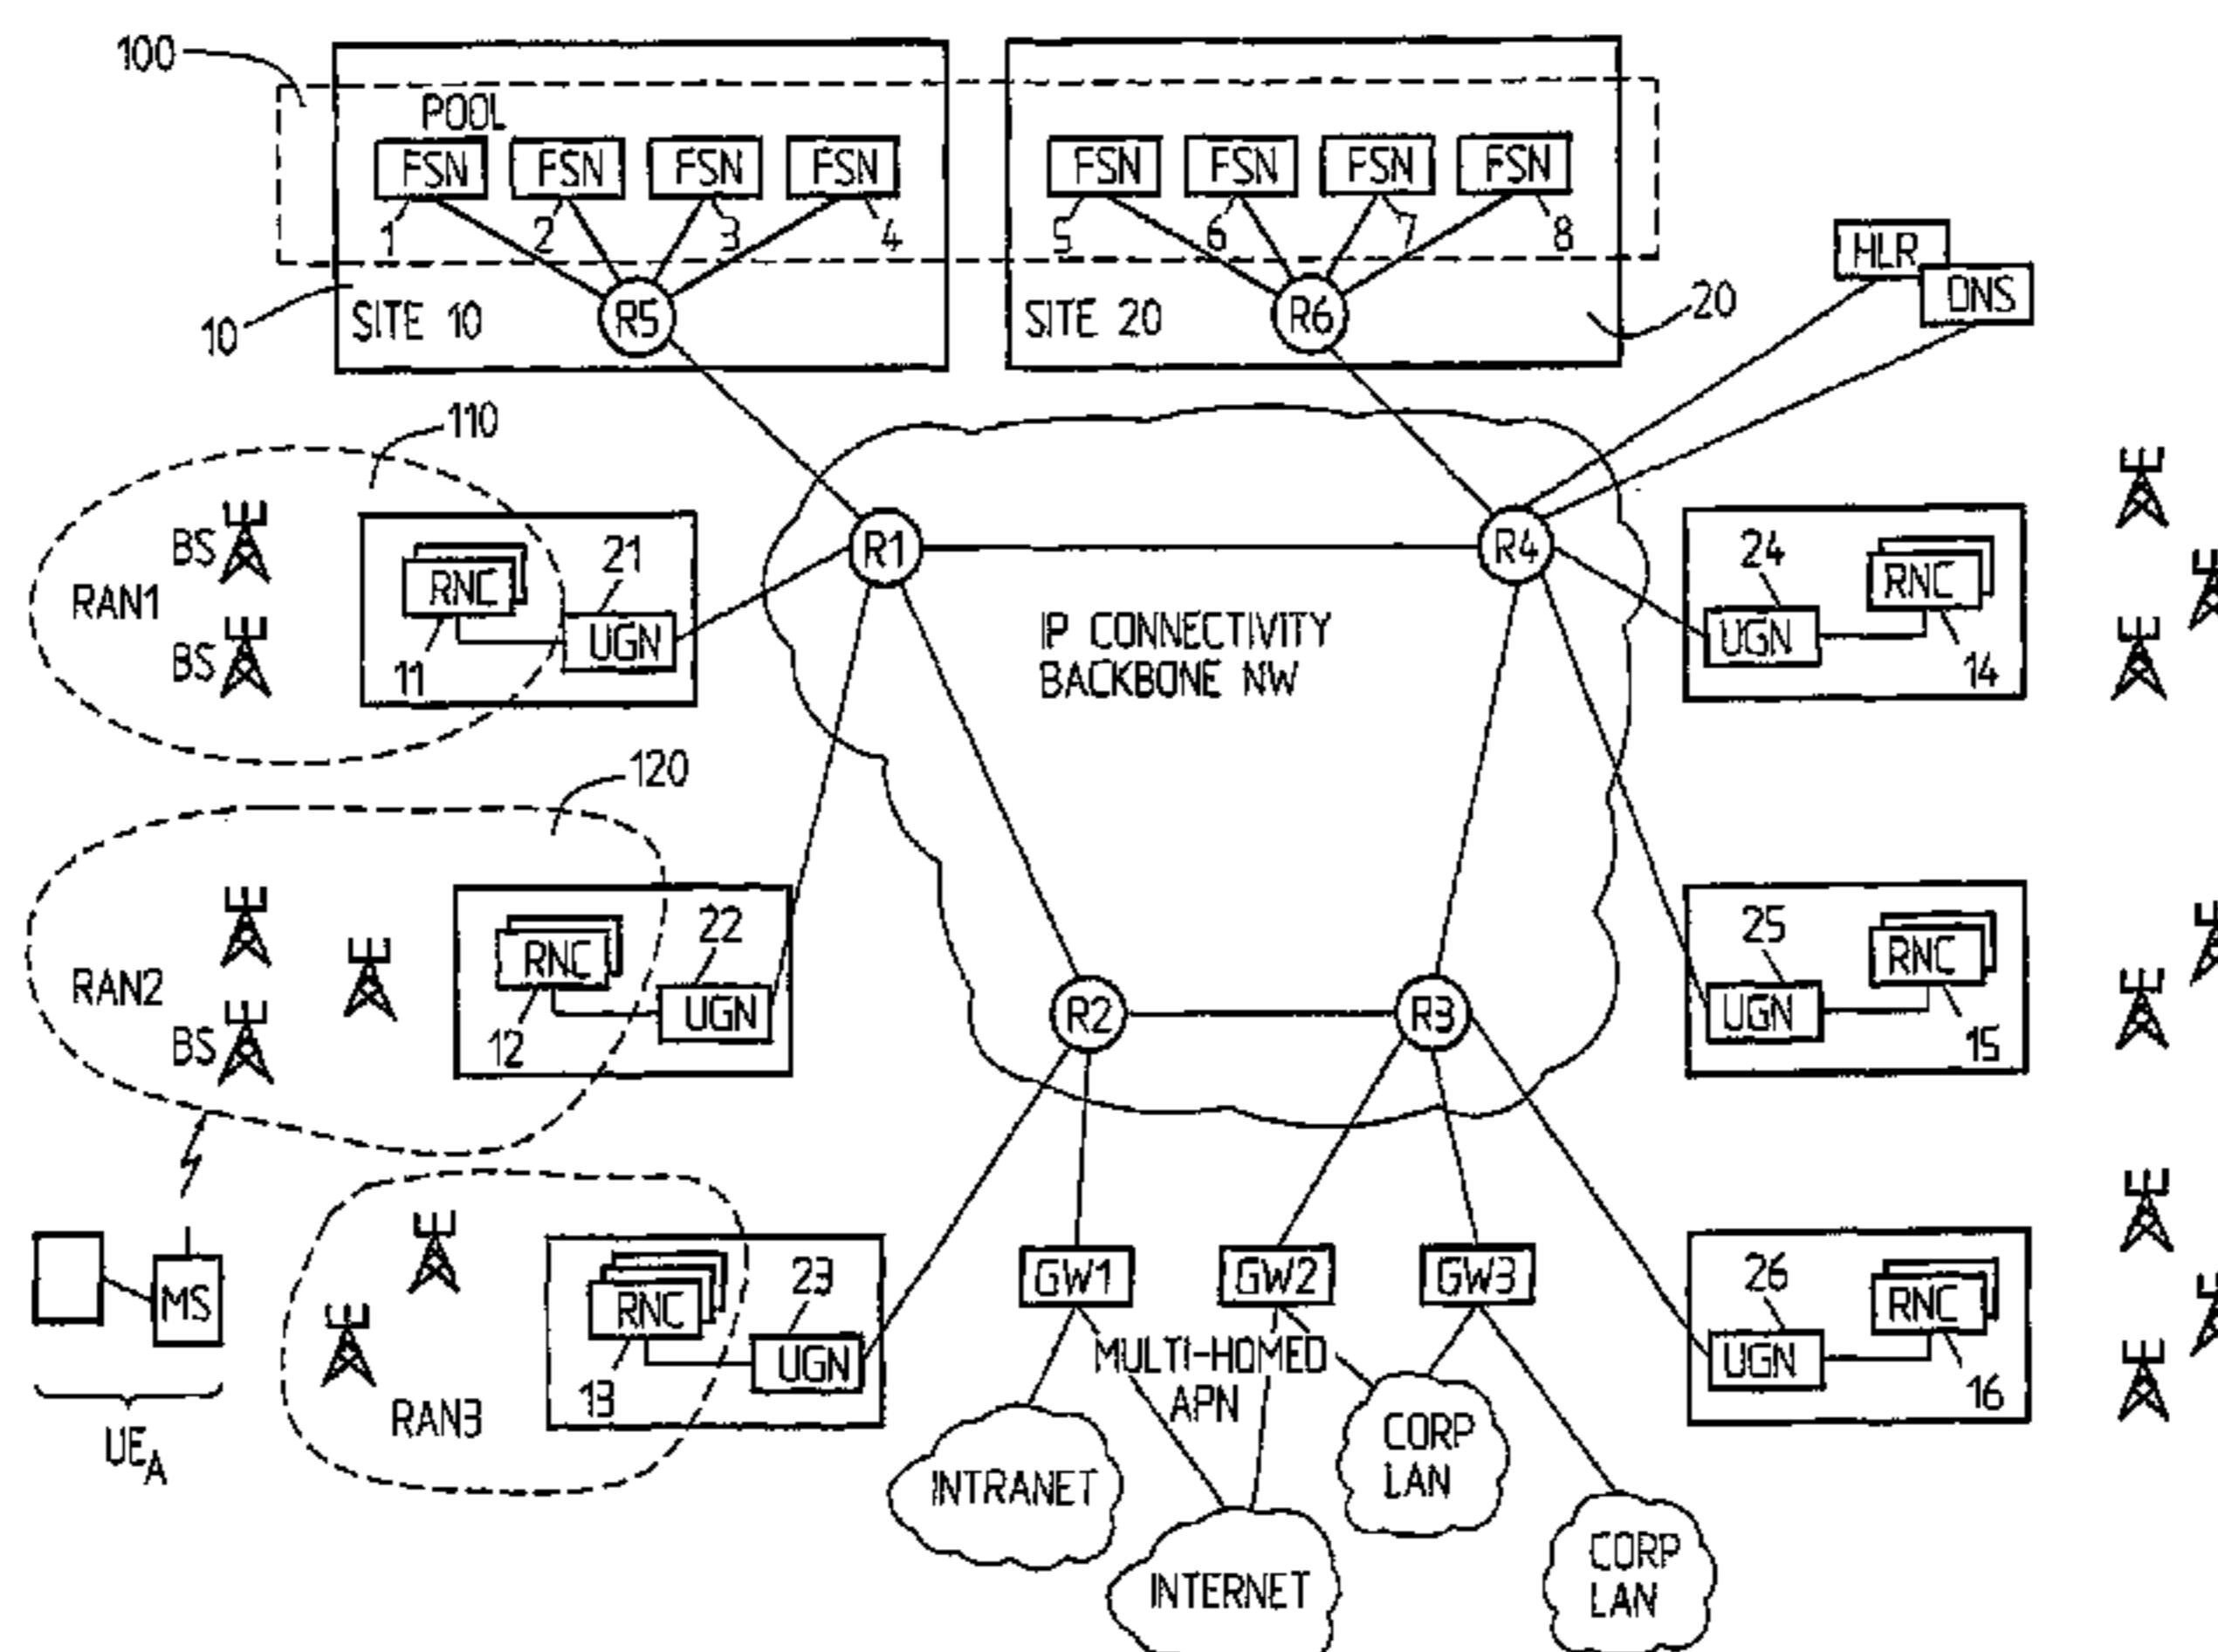 100
POOL
FSN FSN FSN FSN
FSN FSN FSN FSN
1 2 3 4
5 6 7 8
HLR
DNS
10
SITE 10
R5
SITE 20
R6
20
110
BS
RAN1
BS
RNC
11
21
UGN
R1
R4
IP CONNECTIVITY
BACKBONE NW
24
UGN
RNC
14
120
RAN2
BS
RNC
12
22
UGN
R2
R3
25
UGN
RNC
15
MS
UEA
RAN3
RNC
13
23
UGN
GW1
GW2
GW3
MULTI-HOMED
APN
26
UGN
RNC
16
INTRANET
INTERNET
CORP
LAN
CORP
LAN